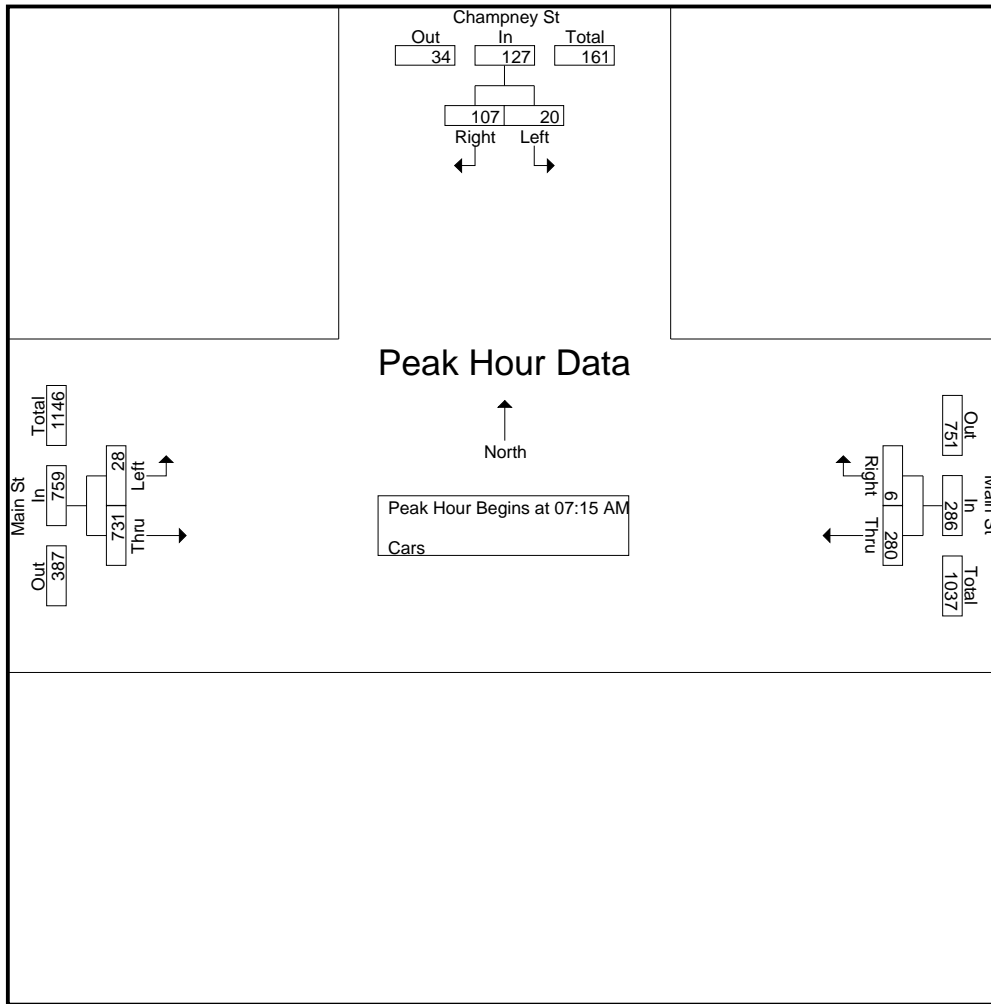 Champney St
Out In Total
34 127 161
107 20
Right Left
Peak Hour Data
North
Peak Hour Begins at 07:15 AM
Cars
Main St
Total In Out
1146 759 387
28 731
Left Thru
Main St
Out In Total
751 286 1037
6 280
Right Thru